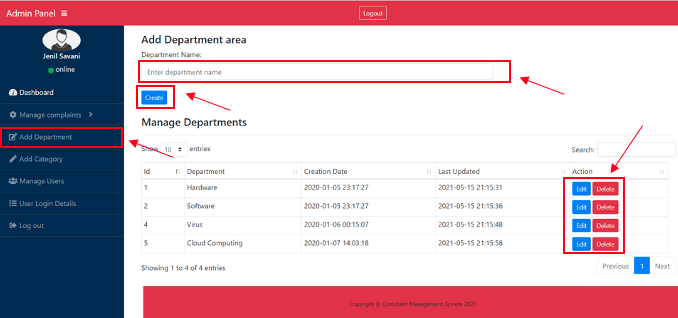 Admin Panel
Logout
Jenil Savani
online
Dashboard
Manage complaints
Add Department
Add Category
Manage Users
User Login Details
Log out
Add Department area
Department Name:
Enter department name
Create
Manage Departments
Show 10 entries
Search:
Id Department Creation Date Last Updated Action
1 Hardware 2020-01-05 23:17:27 2021-05-15 21:15:31 Edit Delete
2 Software 2020-01-05 23:17:27 2021-05-15 21:15:36 Edit Delete
4 Virus 2020-01-06 00:15:07 2021-05-15 21:15:48 Edit Delete
5 Cloud Computing 2020-01-07 14:03:18 2021-05-15 21:15:58 Edit Delete
Showing 1 to 4 of 4 entries
Previous 1 Next
Copyright © Complaint Management System 2021